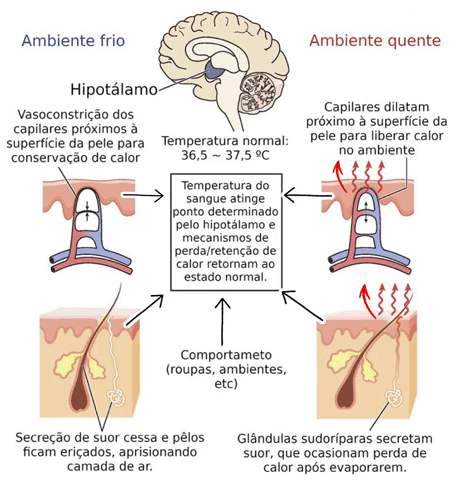 Ambiente frio
Ambiente quente
Hipotálamo
Vasoconstrição dos
capilares próximos à
superfície da pele para
conservação de calor
Temperatura normal:
36,5 ~ 37,5 ºC
Capilares dilatam
próximo à superfície da
pele para liberar calor
no ambiente
Temperatura do
sangue atinge
ponto determinado
pelo hipotálamo e
mecanismos de
perda/retenção de
calor retornam ao
estado normal.
Comportameto
(roupas, ambientes,
etc)
Secreção de suor cessa e pêlos
ficam eriçados, aprisionando
camada de ar.
Glândulas sudoríparas secretam
suor, que ocasionam perda de
calor após evaporarem.